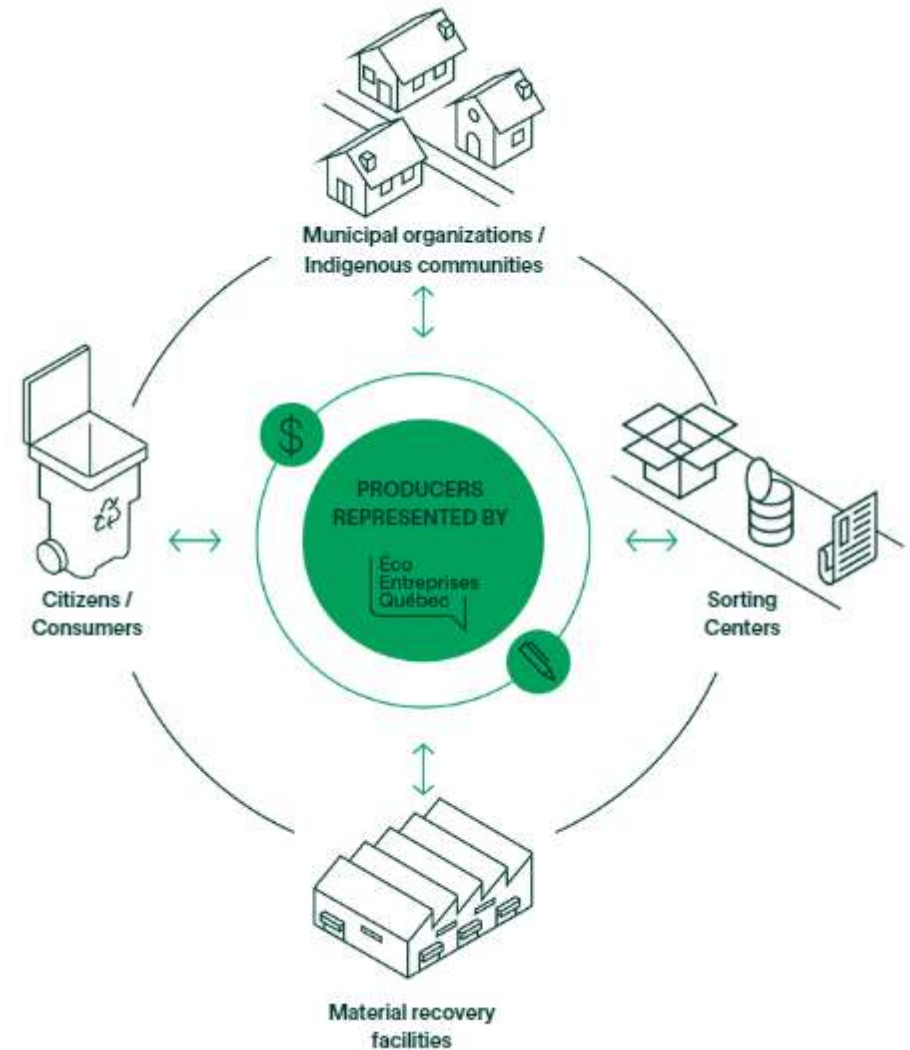 Municipal organizations /
Indigenous communities
$
PRODUCERS
REPRESENTED BY
Éco
Entreprises
Québec
Citizens /
Consumers
Sorting
Centers
Material recovery
facilities